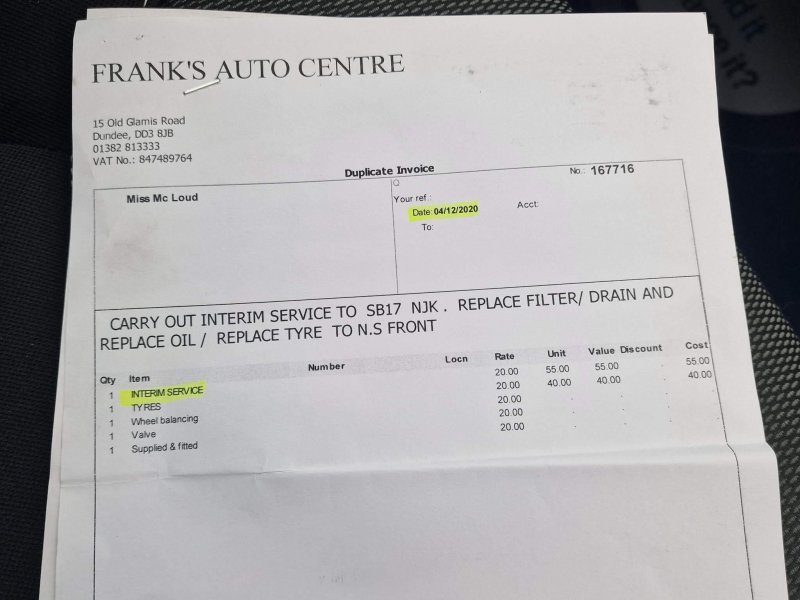 FRANK'S AUTO CENTRE
15 Old Glamis Road
Dundee, DD3 8JB
01382 813333
VAT No.: 847489764
Duplicate Invoice
No.: 167716
Miss Mc Loud
Q
Your ref.:
Date: 04/12/2020
Acct:
To:
CARRY OUT INTERIM SERVICE TO SB17 NJK . REPLACE FILTER/ DRAIN AND
REPLACE OIL / REPLACE TYRE TO N.S FRONT
Qty Item Number Locn Rate Unit Value Discount Cost
1 INTERIM SERVICE 20.00 55.00 55.00 55.00
1 TYRES 20.00 40.00 40.00 40.00
1 Wheel balancing 20.00 . . .
1 Valve 20.00 . . .
1 Supplied & fitted
it?